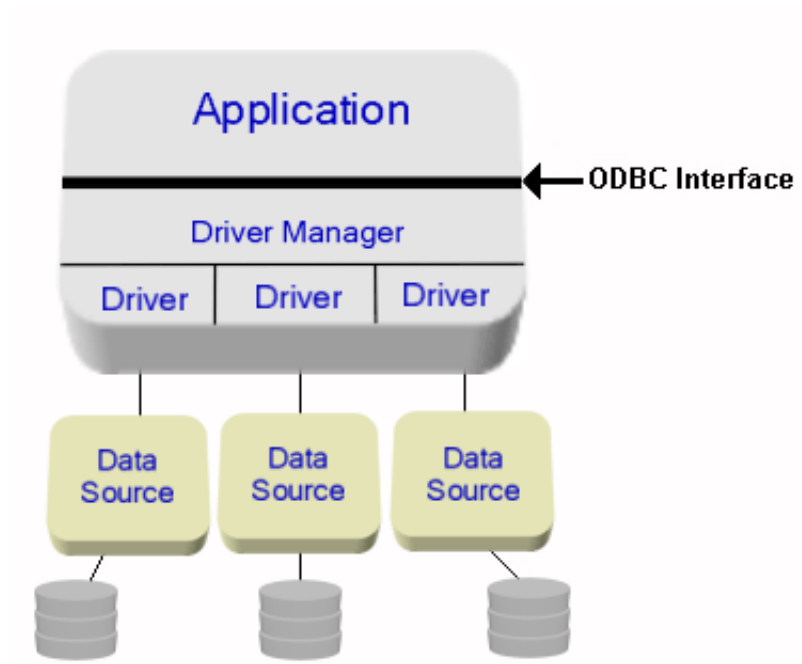 Application
ODBC Interface
Driver Manager
Driver
Driver
Driver
Data
Source
Data
Source
Data
Source